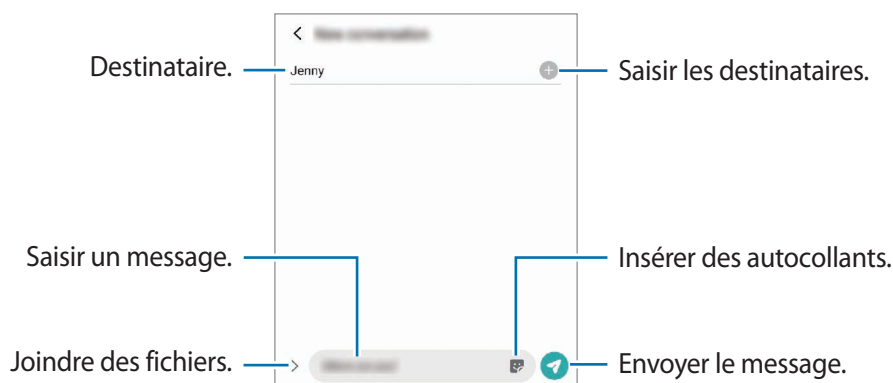 Destinataire.
Jenny
Saisir les destinataires.
Saisir un message.
Insérer des autocollants.
Joindre des fichiers.
Envoyer le message.